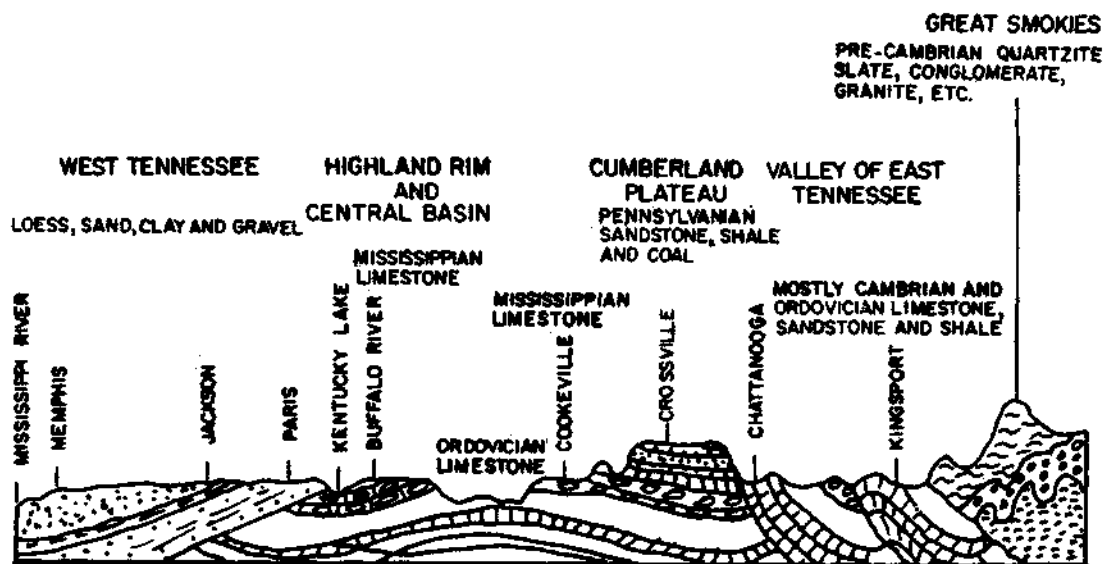 GREAT SMOKIES
PRE-CAMBRIAN QUARTZITE
SLATE, CONGLOMERATE,
GRANITE, ETC.
WEST TENNESSEE
LOESS, SAND, CLAY AND GRAVEL
HIGHLAND RIM
AND
CENTRAL BASIN
MISSISSIPPIAN
LIMESTONE
CUMBERLAND
PLATEAU
PENNSYLVANIAN
SANDSTONE, SHALE
AND COAL
VALLEY OF EAST
TENNESSEE
MISSISSIPPIAN
LIMESTONE
MOSTLY CAMBRIAN AND
ORDOVICIAN LIMESTONE,
SANDSTONE AND SHALE
MISSISSIPPI RIVER
MEMPHIS
JACKSON
PARIS
KENTUCKY LAKE
BUFFALO RIVER
ORDOVICIAN
LIMESTONE
COOKEVILLE
CROSSVILLE
CHATTANOOGA
KINGSPORT